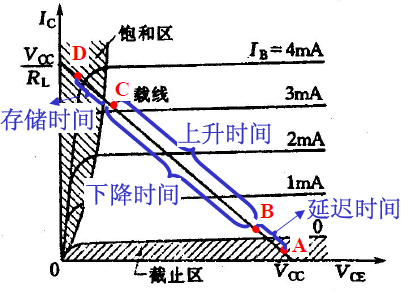 I_C
饱和区
V_CC
R_L
D
I_B=4mA
C
载线
3mA
存储时间
上升时间
2mA
下降时间
1mA
B
延迟时间
0
A
0
截止区
V_CC
V_CE